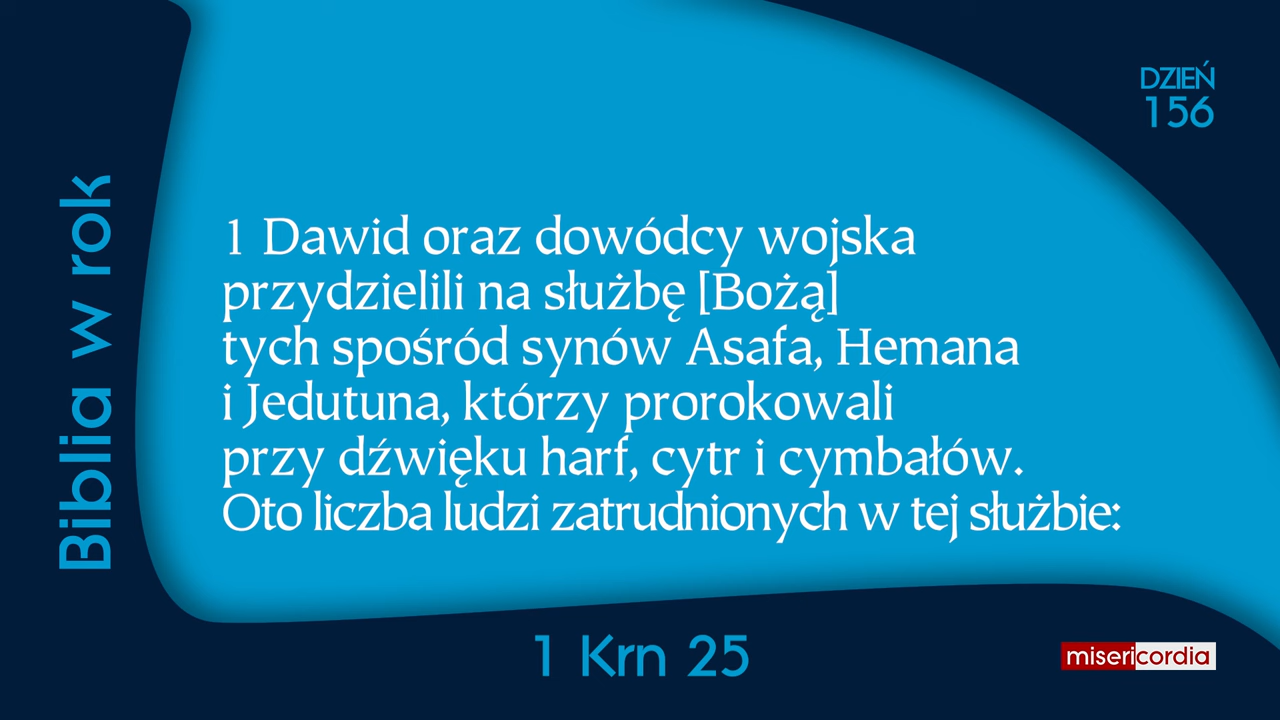 DZIEŃ
156
Biblia w rok
1 Dawid oraz dowódcy wojska
przydzielili na służbę [Bożą]
tych spośród synów Asafa, Hemana
i Jedutuna, którzy prorokowali
przy dźwięku harf, cytr i cymbałów.
Oto liczba ludzi zatrudnionych w tej służbie:
1 Krn 25
misericordia